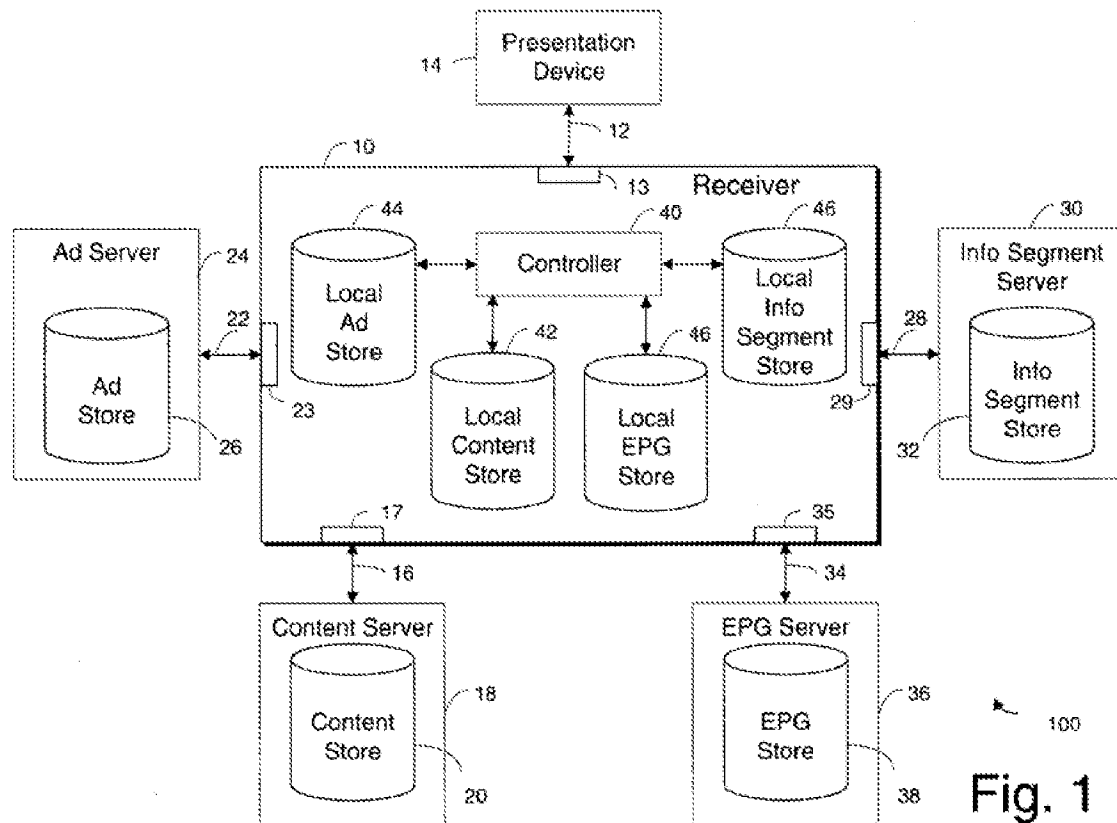 Presentation
Device
14
12
10
13
Receiver
44
40
46
30
Ad Server
24
Local
Ad
Store
Controller
Local
Info
Segment
Store
Info Segment
Server
22
28
42
46
Ad
Store
26
23
Local
Content
Store
Local
EPG
Store
29
32
Info
Segment
Store
17
35
16
34
Content Server
EPG Server
18
36
Content
Store
EPG
Store
20
38
100
Fig. 1